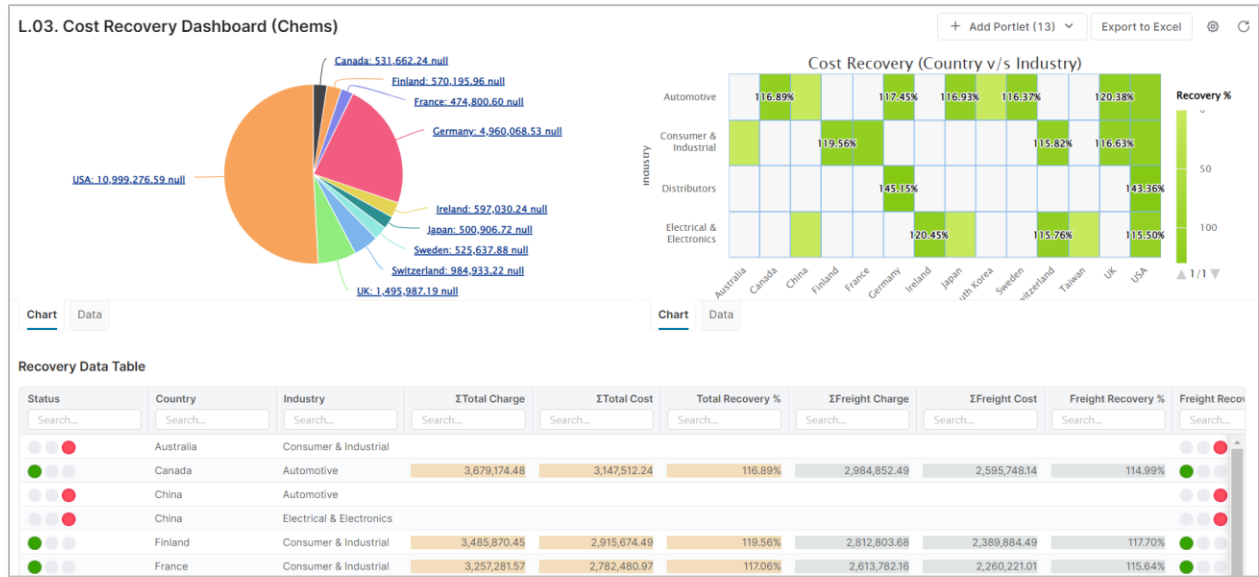 L.03. Cost Recovery Dashboard (Chems)
+ Add Portlet (13)
Export to Excel
Canada: 531,662.24 null
Finland: 570,195.96 null
France: 474,800.60 null
Germany: 4,960,068.53 null
USA: 10,999,276.59 null
Ireland: 597,030.24 null
Japan: 500,906.72 null
Sweden: 525,637.88 null
Switzerland: 984,933.22 null
UK: 1,495,987.19 null
Chart Data
Cost Recovery (Country v/s Industry)
Industry
Automotive 116.89% 117.45% 116.93% 116.37% 120.38%
Consumer &
Industrial 119.56% 115.82% 116.63%
Distributors 145.15% 143.36%
Electrical &
Electronics 120.45% 115.76% 115.50%
Australia Canada China Finland France Germany Ireland Japan uth Korea Sweden witzerland Taiwan UK USA
Recovery %
50
100
1/1
Chart Data
Recovery Data Table
Status Country Industry ΣTotal Charge ΣTotal Cost Total Recovery % ΣFreight Charge ΣFreight Cost Freight Recovery % Freight Recov
Search... Search... Search... Search... Search... Search... Search... Search... Search... Search...
Australia Consumer & Industrial
Canada Automotive 3,679,174.48 3,147,512.24 116.89% 2,984,852.49 2,595,748.14 114.99%
China Automotive
China Electrical & Electronics
Finland Consumer & Industrial 3,485,870.45 2,915,674.49 119.56% 2,812,803.68 2,389,884.49 117.70%
France Consumer & Industrial 3,257,281.57 2,782,480.97 117.06% 2,613,782.16 2,260,221.01 115.64%